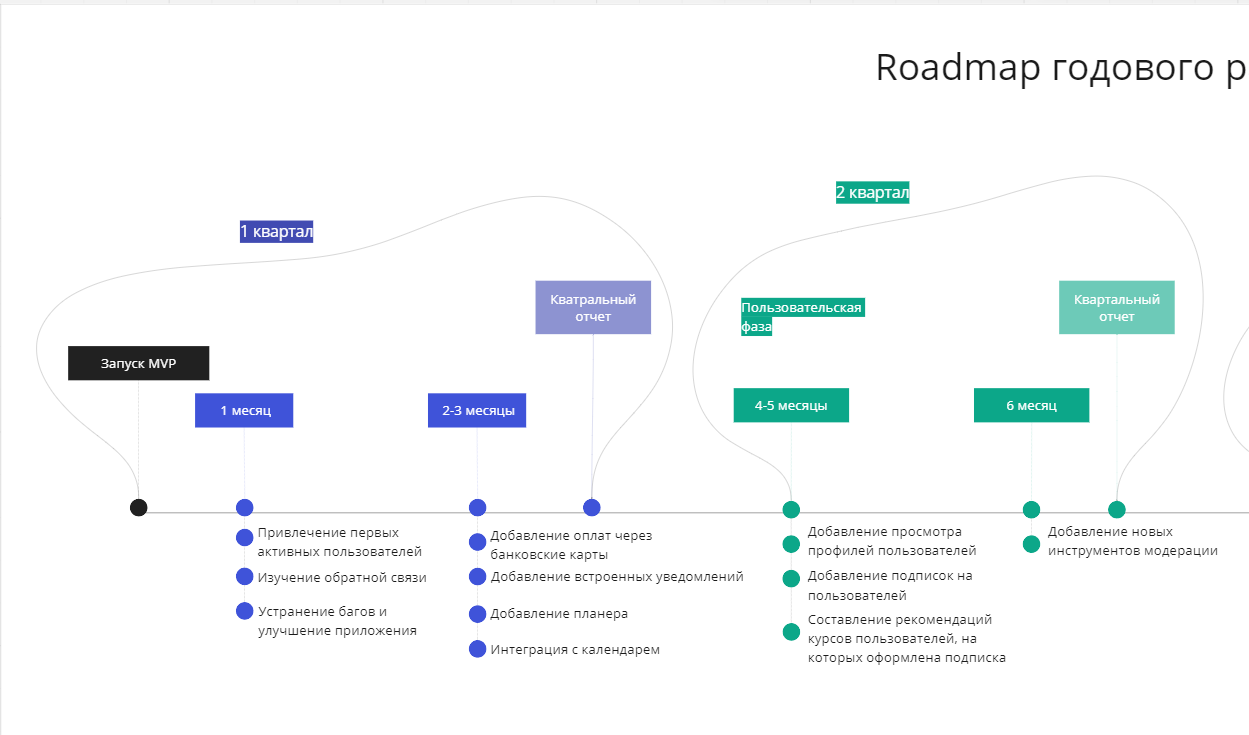 Roadmap годового р
1 квартал
2 квартал
Кватральный
отчет
Пользовательская
фаза
Квартальный
отчет
Запуск MVP
1 месяц
2-3 месяцы
4-5 месяцы
6 месяц
Привлечение первых
активных пользователей
Изучение обратной связи
Устранение багов и
улучшение приложения
Добавление оплат через
банковские карты
Добавление встроенных уведомлений
Добавление планера
Интеграция с календарем
Добавление просмотра
профилей пользователей
Добавление подписок на
пользователей
Составление рекомендаций
курсов пользователей, на
которых оформлена подписка
Добавление новых
инструментов модерации